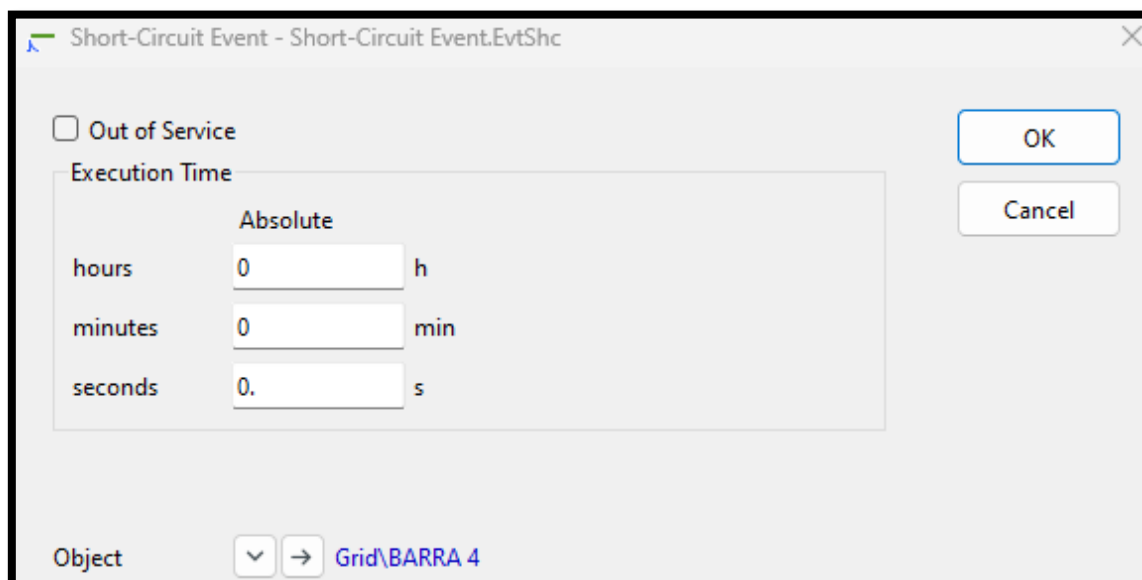 Short-Circuit Event - Short-Circuit Event.EvtShc
Out of Service
OK
Execution Time
Cancel
Absolute
hours 0 h
minutes 0 min
seconds 0. s
Object Grid\BARRA 4